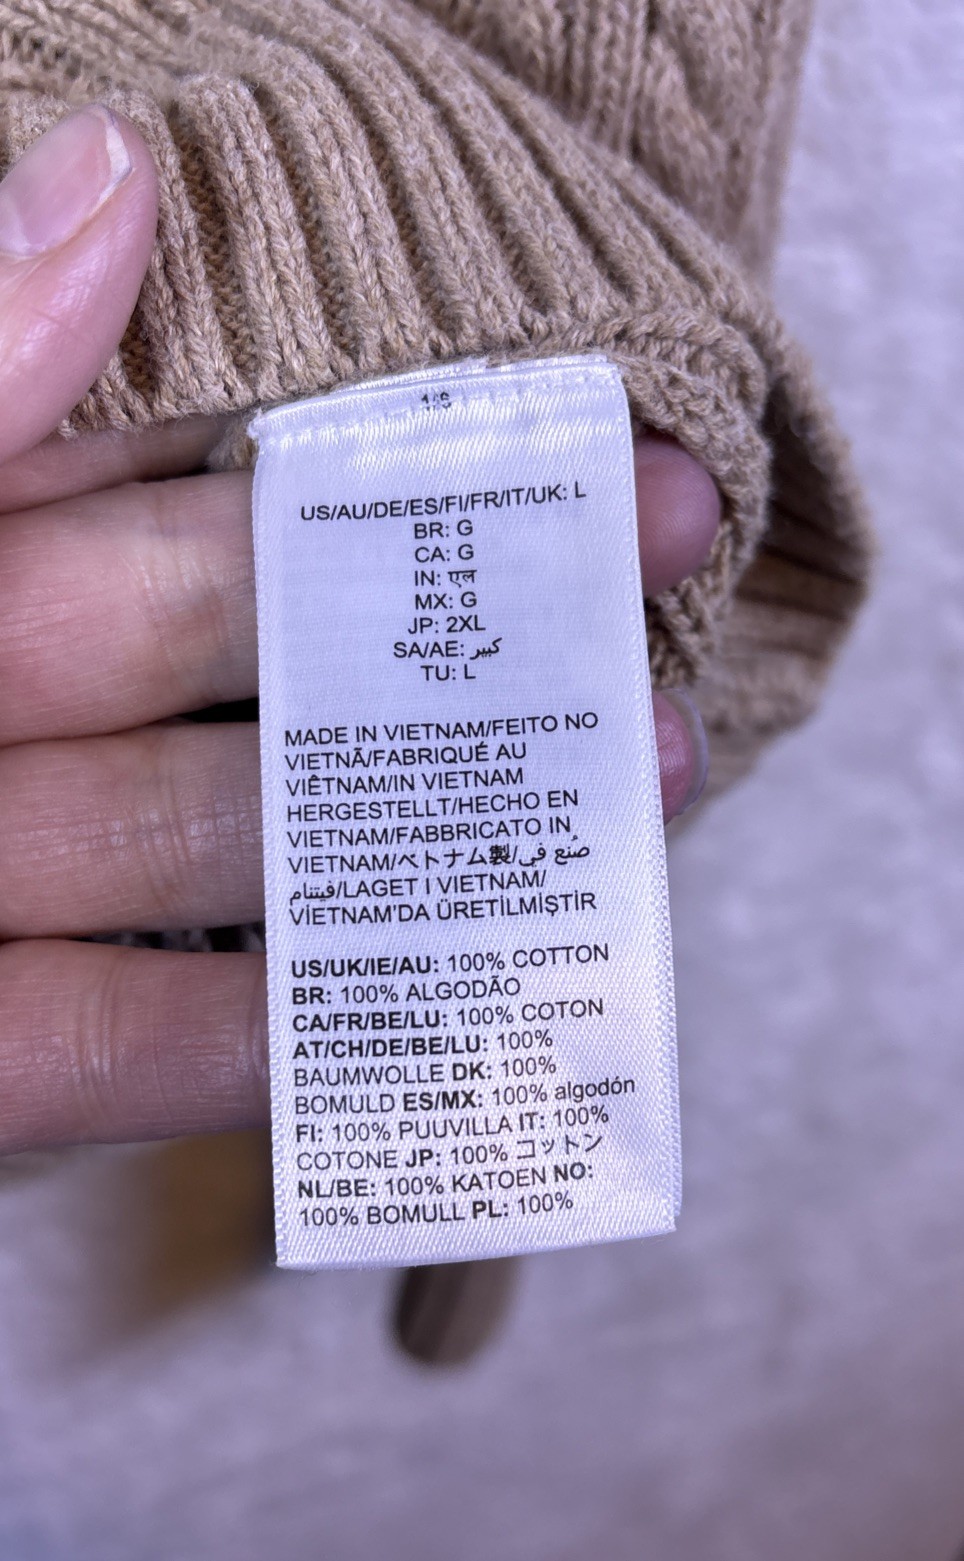 1/8
US/AU/DE/ES/FI/FR/IT/UK: L
BR: G
CA: G
IN: एल
MX: G
JP: 2XL
SA/AE: كبير
TU: L
MADE IN VIETNAM/FEITO NO
VIETNÃ/FABRIQUÉ AU
VIÊTNAM/IN VIETNAM
HERGESTELLT/HECHO EN
VIETNAM/FABBRICATO IN
VIETNAM/ベトナム製/صنع في
فيتنام/LAGET I VIETNAM/
VİETNAM'DA ÜRETİLMİŞTİR
US/UK/IE/AU: 100% COTTON
BR: 100% ALGODÃO
CA/FR/BE/LU: 100% COTON
AT/CH/DE/BE/LU: 100%
BAUMWOLLE DK: 100%
BOMULD ES/MX: 100% algodón
FI: 100% PUUVILLA IT: 100%
COTONE JP: 100% コットン
NL/BE: 100% KATOEN NO:
100% BOMULL PL: 100%